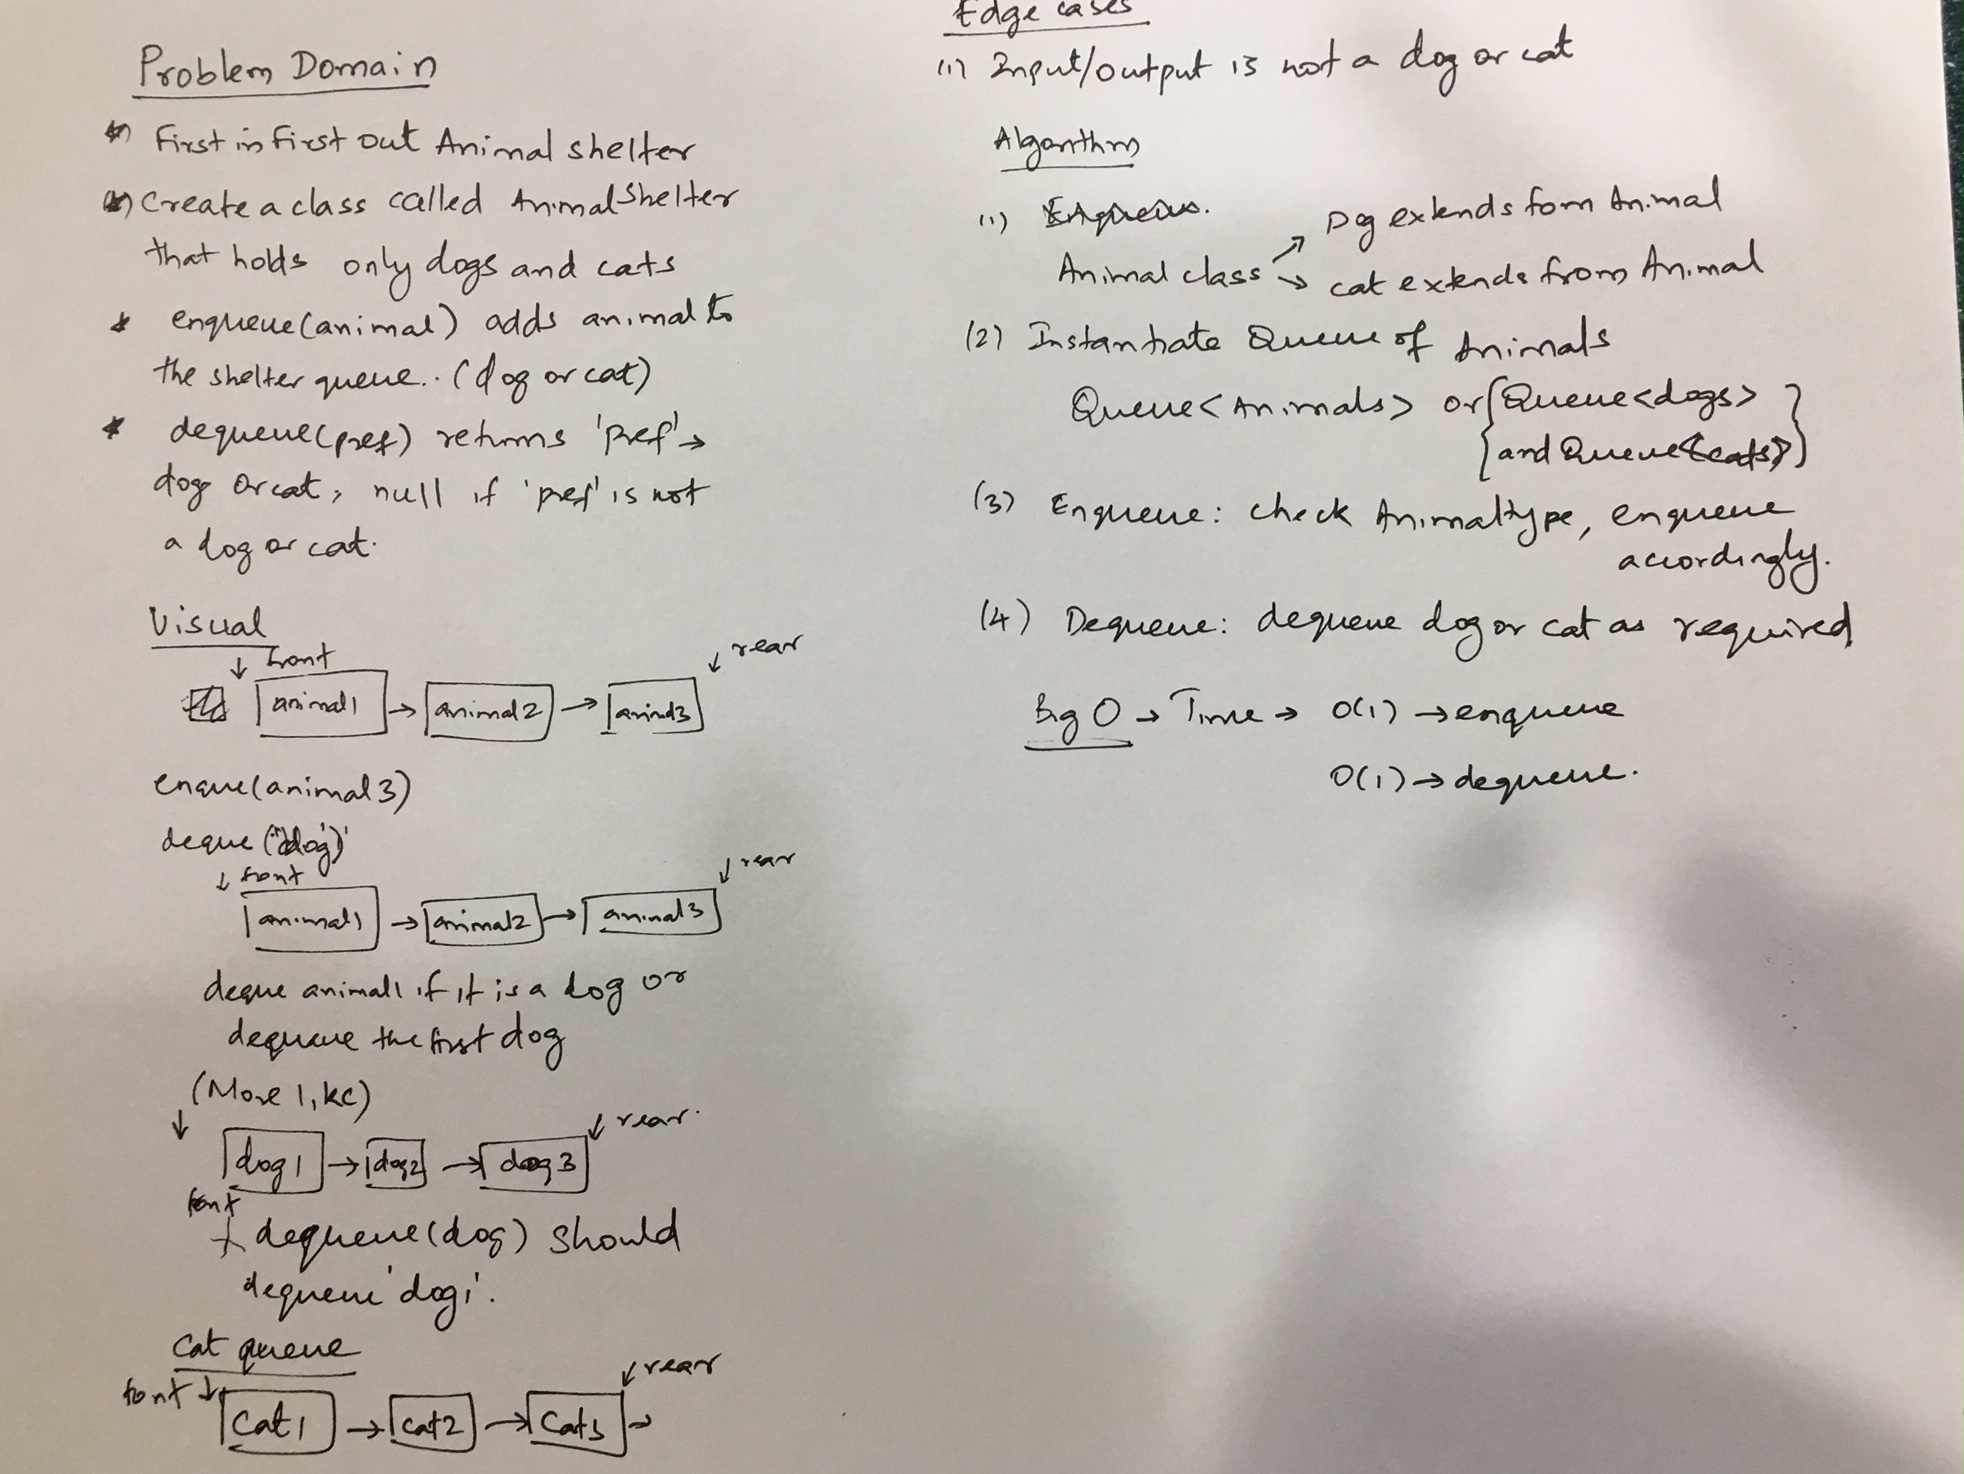 Problem Domain
* First in First out Animal shelter
* Create a class called AnimalShelter
that holds only dogs and cats
* enqueue(animal) adds animal to
the shelter queue.. (dog or cat)
* dequeue(pref) returns 'pref' →
dog or cat, null if 'pref' is not
a dog or cat.
Visual
↓ front ↓ rear
animal1 → animal2 → animal3
enque(animal3)
deque("dog")
↓ front ↓ rear
animal1 → animal2 → animal3
deque animal1 if it is a dog or
dequeue the first dog
(More 1, kc)
↓ ↓ rear.
dog1 → dog2 → dog3
front
* dequeue(dog) should
dequeue 'dog1'.
Cat queue
front ↓ ↓ rear
Cat1 → cat2 → Cat3 →
Edge cases
(1) Input/output is not a dog or cat
Algorithm
(1) Enqueue.
Dog extends from Animal
Animal class ↗ → cat extends from Animal
(2) Instantiate Queue of Animals
Queue<Animals> or {Queue<dogs>
and Queue<cats>}
(3) Enqueue: check Animaltype, enqueue
accordingly.
(4) Dequeue: dequeue dog or cat as required
Big O → Time → O(1) → enqueue
O(1) → dequeue.